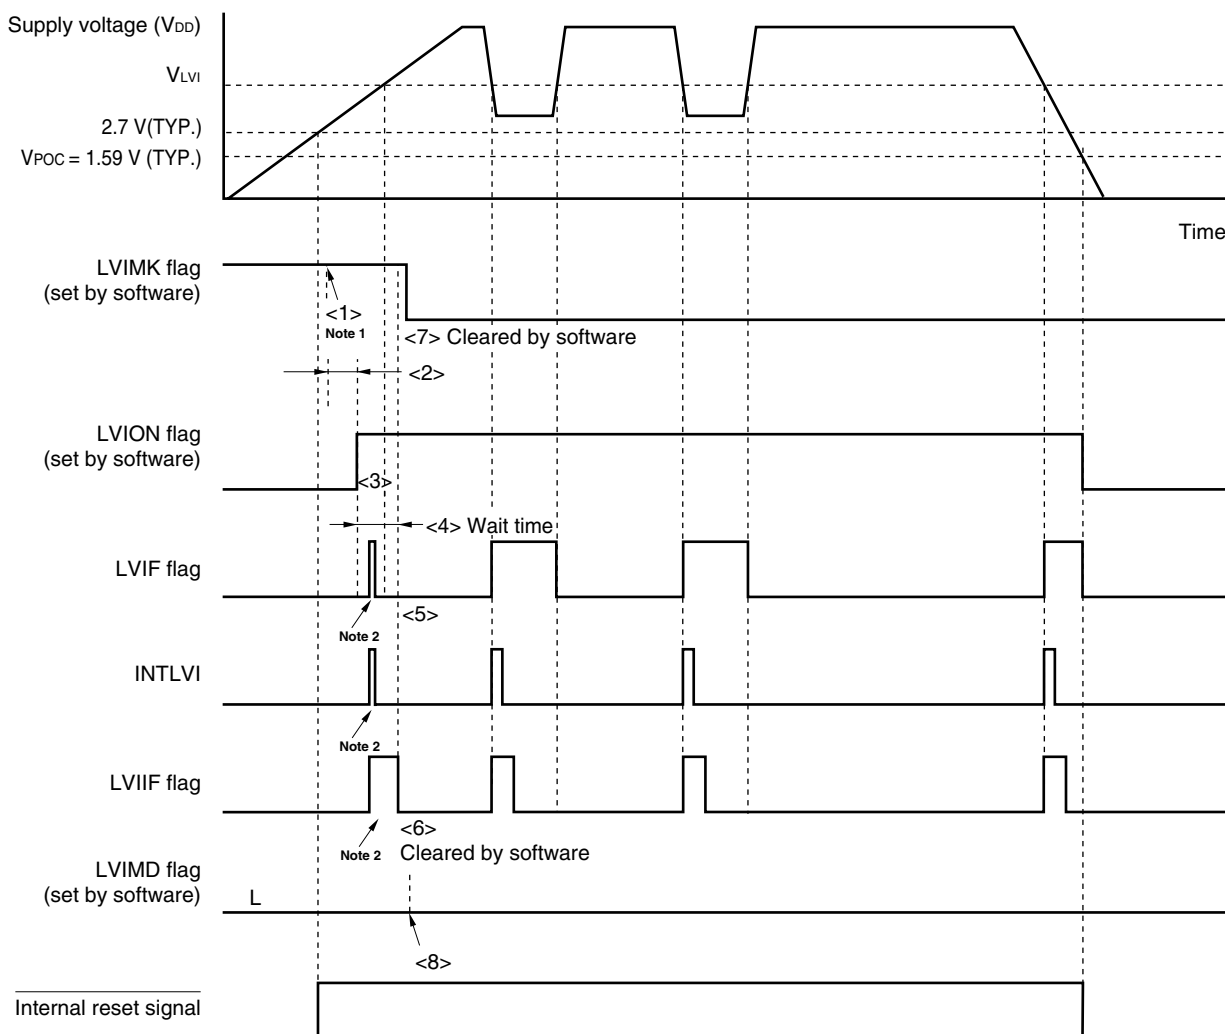 Supply voltage (VDD)
VLVI
2.7 V(TYP.)
VPOC = 1.59 V (TYP.)
Time
LVIMK flag
(set by software)
<1>
Note 1
<7> Cleared by software
<2>
LVION flag
(set by software)
<3>
<4> Wait time
LVIF flag
<5>
Note 2
INTLVI
Note 2
LVIIF flag
<6>
Cleared by software
Note 2
LVIMD flag
(set by software)
L
<8>
Internal reset signal